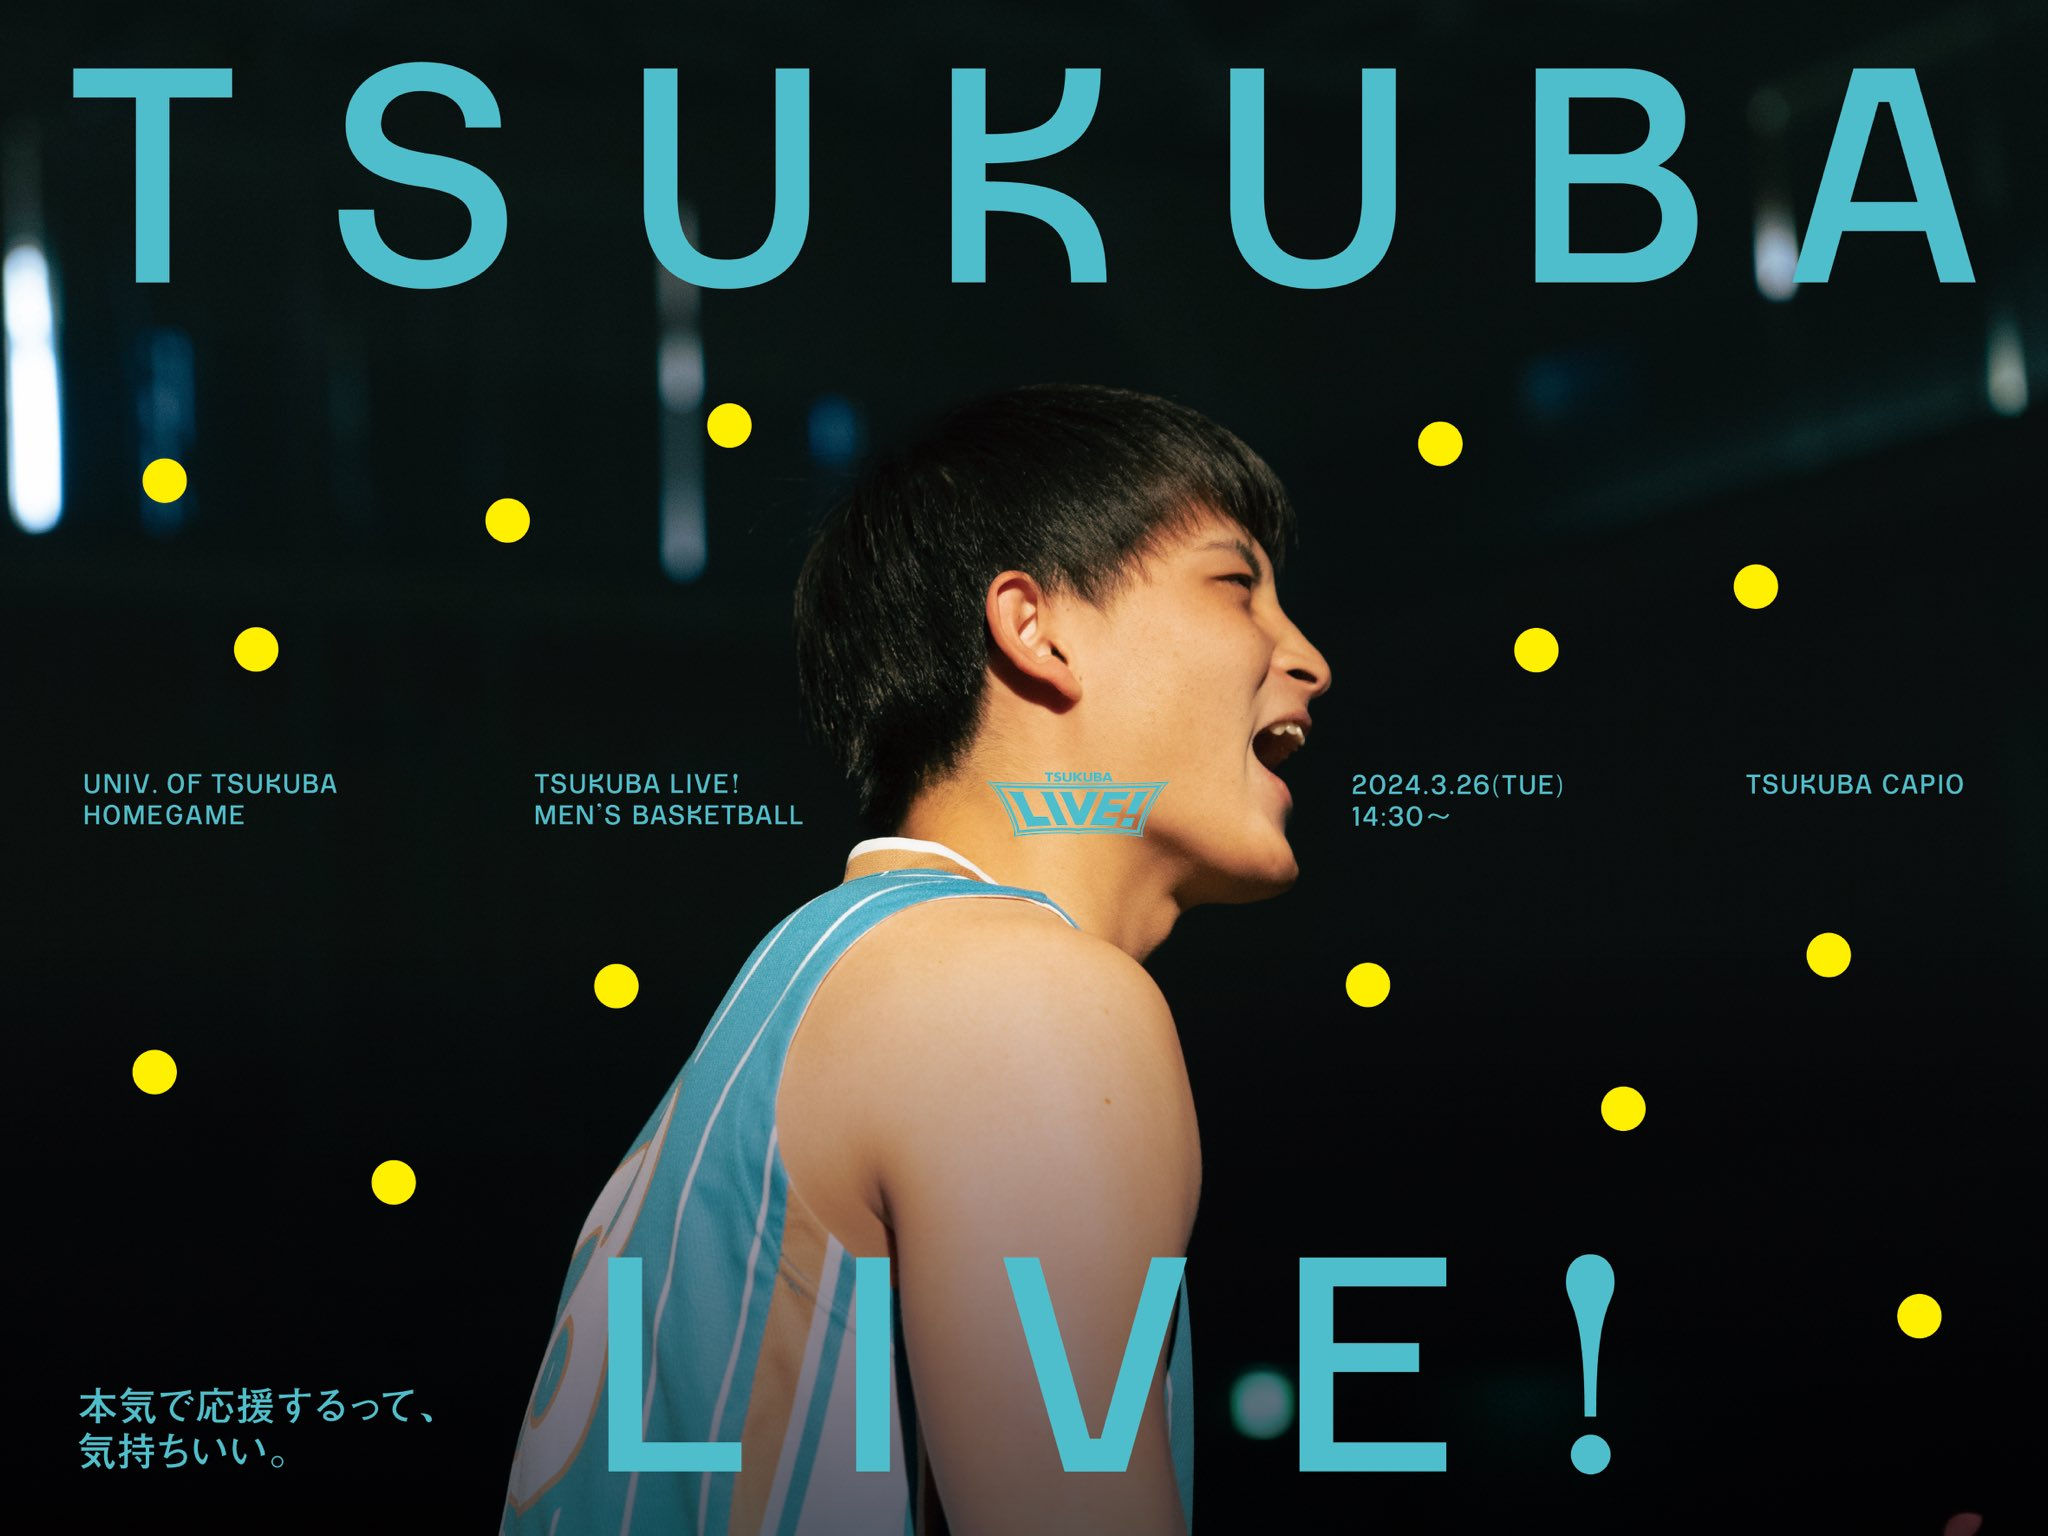 TSUKUBA
UNIV. OF TSUKUBA
HOMEGAME
TSUKUBA LIVE!
MEN'S BASKETBALL
TSUKUBA
LIVE!
2024.3.26(TUE)
14:30〜
TSUKUBA CAPIO
LIVE!
本気で応援するって、
気持ちいい。